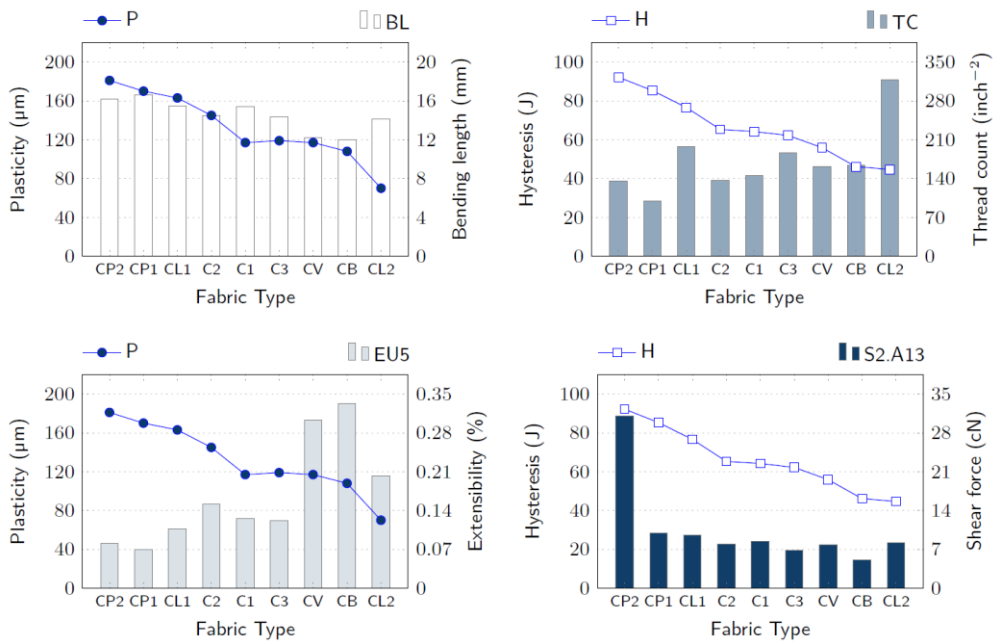 P BL
Plasticity (µm)
200
160
120
80
40
0
20
16
12
8
4
0
Bending length (mm)
CP2 CP1 CL1 C2 C1 C3 CV CB CL2
Fabric Type
H TC
Hysteresis (J)
100
80
60
40
20
0
350
280
210
140
70
0
Thread count (inch⁻²)
CP2 CP1 CL1 C2 C1 C3 CV CB CL2
Fabric Type
P EU5
Plasticity (µm)
200
160
120
80
40
0
0.35
0.28
0.21
0.14
0.07
0
Extensibility (%)
CP2 CP1 CL1 C2 C1 C3 CV CB CL2
Fabric Type
H S2.A13
Hysteresis (J)
100
80
60
40
20
0
35
28
21
14
7
0
Shear force (cN)
CP2 CP1 CL1 C2 C1 C3 CV CB CL2
Fabric Type